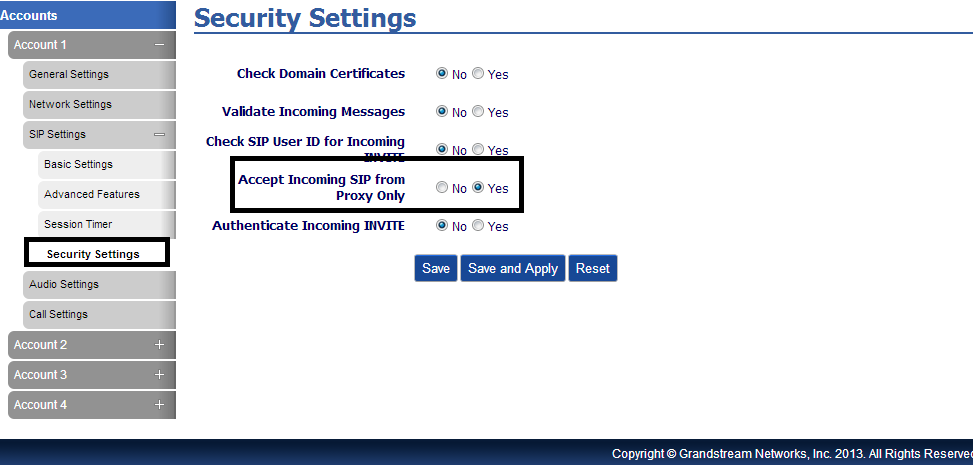 Accounts
Security Settings
Account 1
General Settings
Network Settings
SIP Settings
Basic Settings
Advanced Features
Session Timer
Security Settings
Audio Settings
Call Settings
Account 2
Account 3
Account 4
Check Domain Certificates No Yes
Validate Incoming Messages No Yes
Check SIP User ID for Incoming
INVITE No Yes
Accept Incoming SIP from
Proxy Only No Yes
Authenticate Incoming INVITE No Yes
Save Save and Apply Reset
Copyright © Grandstream Networks, Inc. 2013. All Rights Reserve